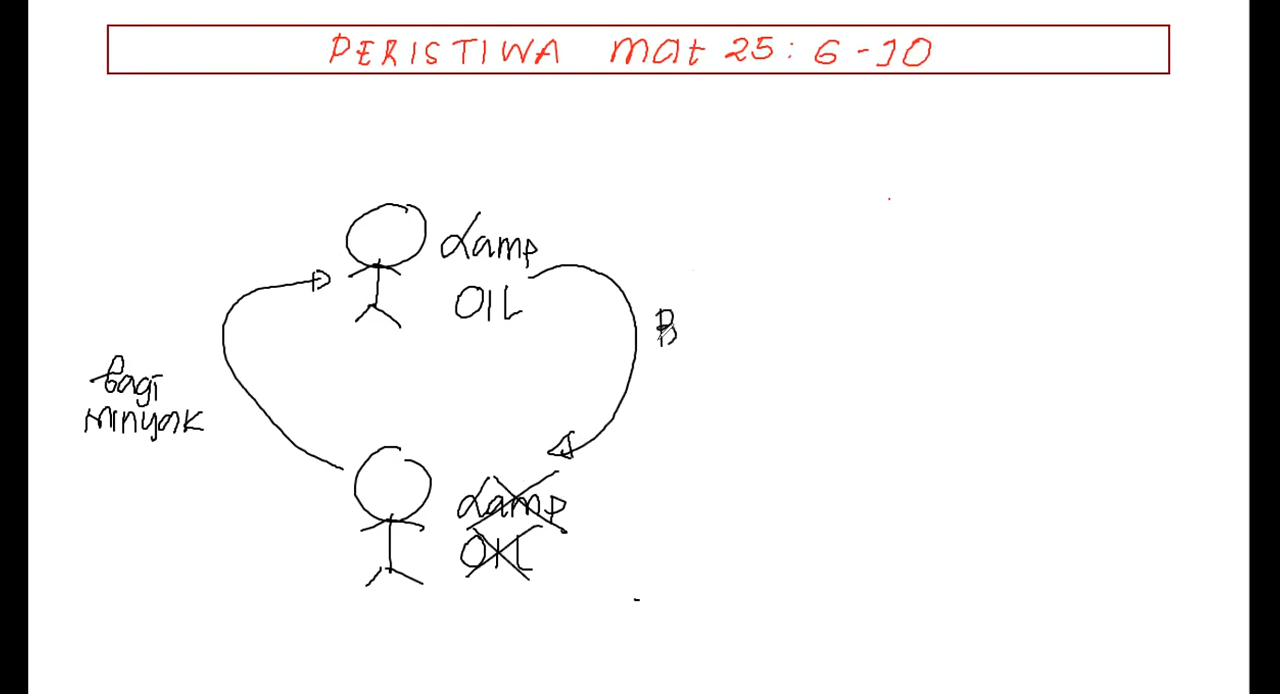 PERISTIWA Mat 25: 6-10
Lamp
OIL
B
bagi
Minyak
Lamp
OIL